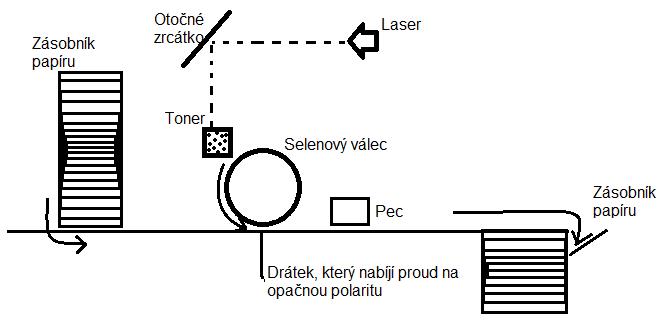 Otočné
zrcátko
Laser
Zásobník
papíru
Toner
Selenový válec
Pec
Zásobník
papíru
Drátek, který nabíjí proud na
opačnou polaritu